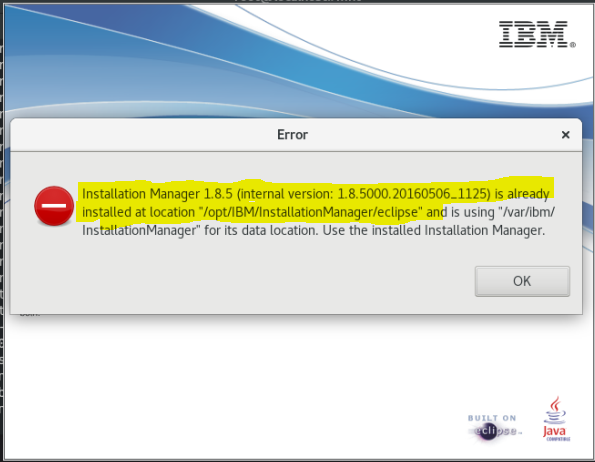 IBM
Error
Installation Manager 1.8.5 (internal version: 1.8.5000.20160506_1125) is already
installed at location "/opt/IBM/InstallationManager/eclipse" and is using "/var/ibm/
InstallationManager" for its data location. Use the installed Installation Manager.
OK
BUILT ON
eclipse
Java
COMPATIBLE